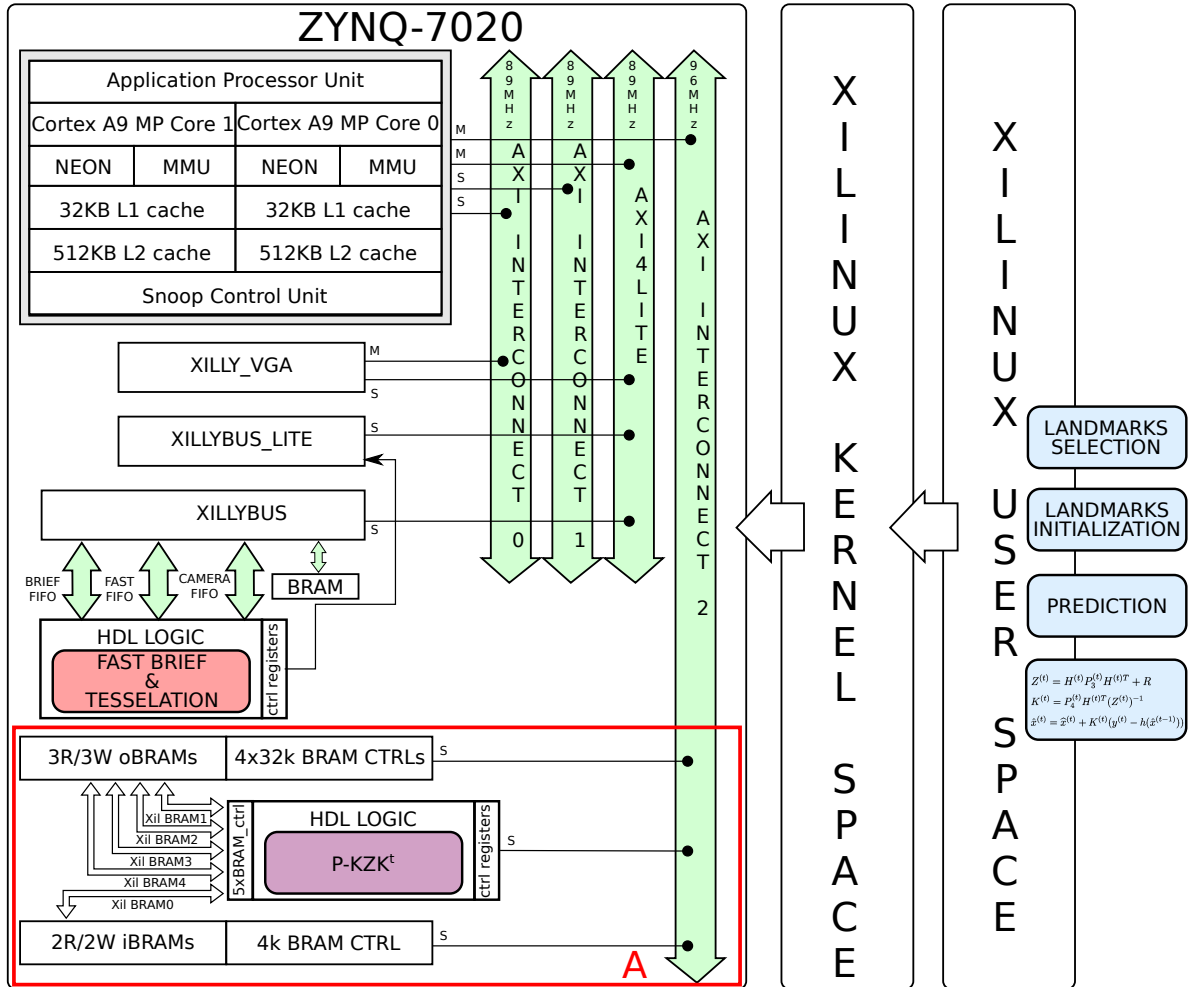 ZYNQ-7020
Application Processor Unit
Cortex A9 MP Core 1 Cortex A9 MP Core 0
NEON MMU NEON MMU
32KB L1 cache 32KB L1 cache
512KB L2 cache 512KB L2 cache
Snoop Control Unit
M
M
S
S
89MHz
89MHz
89MHz
96MHz
AXI INTERCONNECT 0
AXI INTERCONNECT 1
AXI4LITE
AXI INTERCONNECT 2
XILLY_VGA
M
S
XILLYBUS_LITE
S
XILLYBUS
S
BRIEF
FIFO
FAST
FIFO
CAMERA
FIFO
BRAM
HDL LOGIC
FAST BRIEF
&
TESSELATION
ctrl registers
3R/3W oBRAMs
4x32k BRAM CTRLs
S
Xil BRAM1
Xil BRAM2
Xil BRAM3
Xil BRAM4
Xil BRAM0
5xBRAM_ctrl
HDL LOGIC
P-KZKᵗ
ctrl registers
S
2R/2W iBRAMs
4k BRAM CTRL
S
A
XILINUX KERNEL SPACE
XILINUX USER SPACE
LANDMARKS
SELECTION
LANDMARKS
INITIALIZATION
PREDICTION
Z^(t) = H^(t) P_3^(t) H^(t)T + R
K^(t) = P_4^(t) H^(t)T (Z^(t))^-1
x̂^(t) = x̂^(t) + K^(t)(y^(t) − h(x̂^(t−1)))